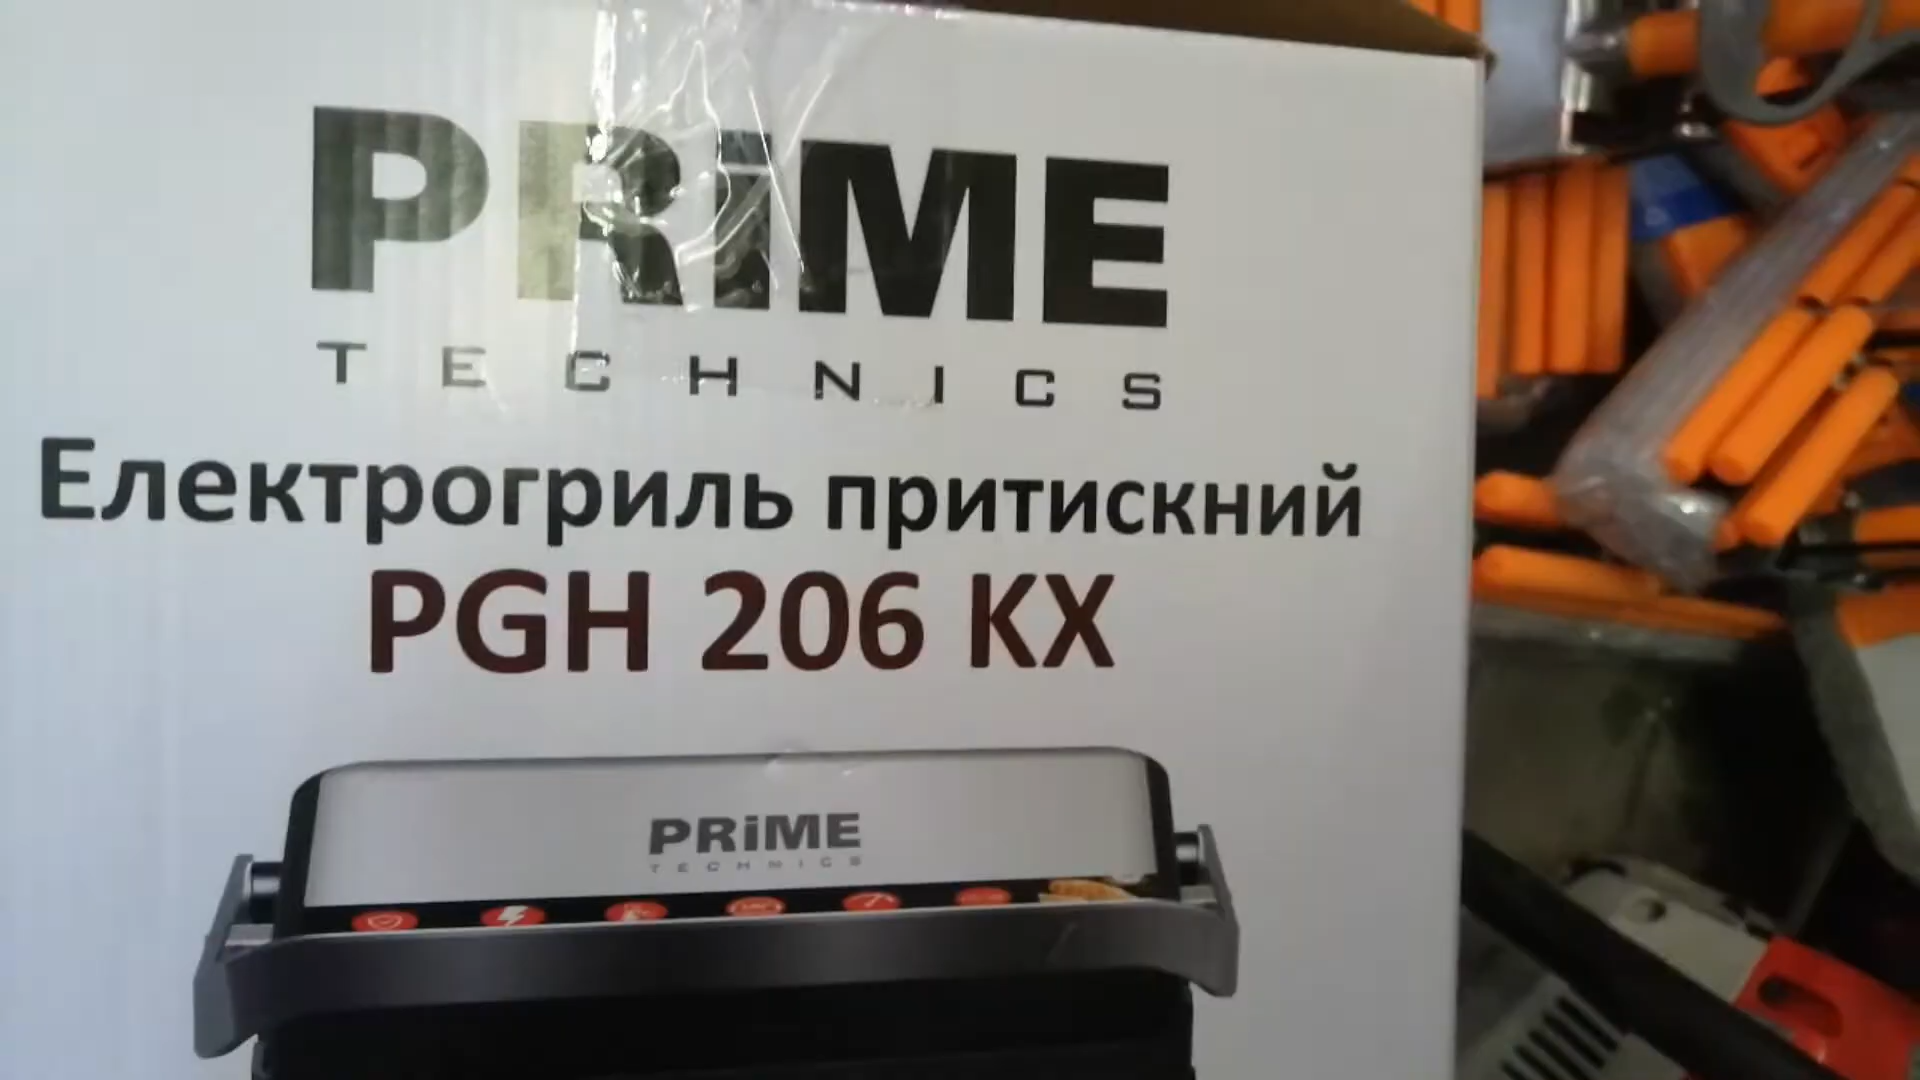 PRiME
TECHNICS
Електрогриль притискний
PGH 206 KX
PRiME
TECHNICS